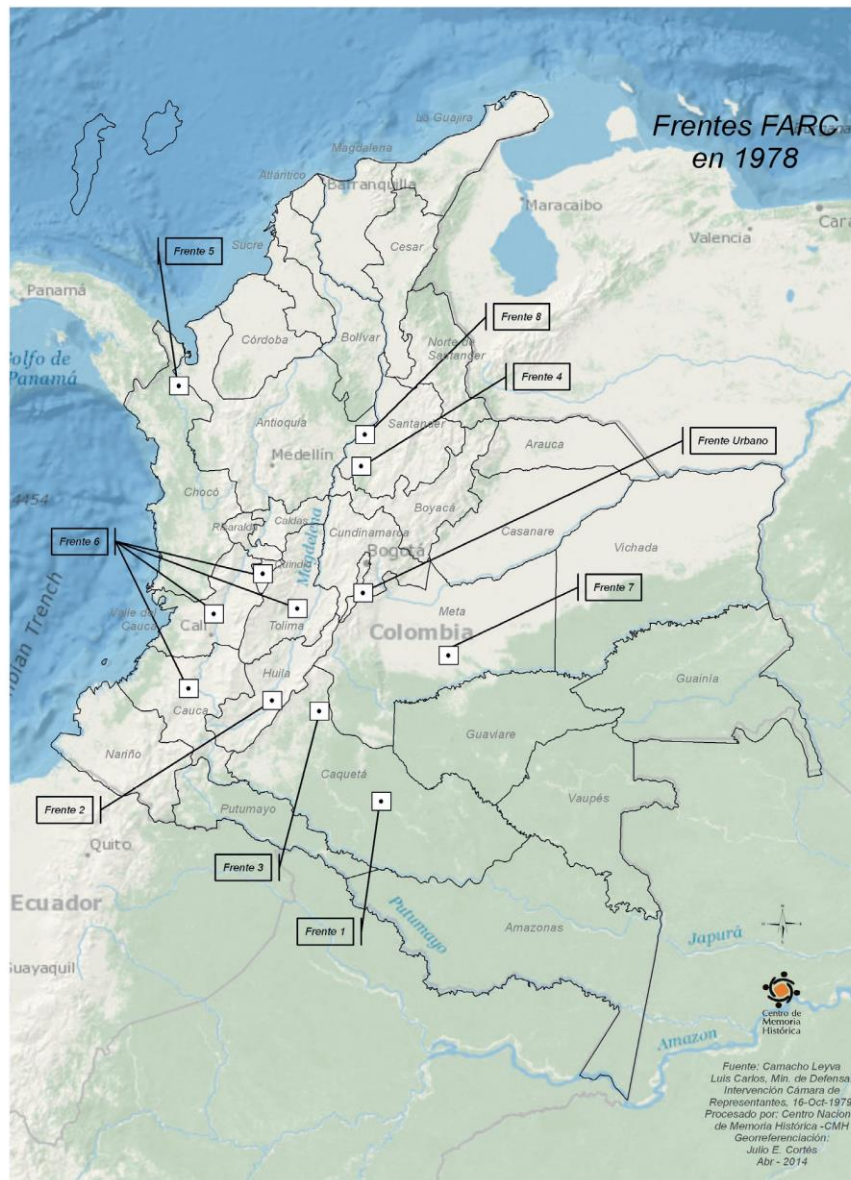 Frentes FARC
en 1978
La Guajira
Magdalena
Atlántico
Barranquilla
Maracaibo
Cesar
Sucre
Valencia
Frente 5
Panamá
Bolívar
Frente 8
Córdoba
Norte de
Santander
Golfo de
Panamá
Frente 4
Antioquia
Santander
Frente Urbano
Arauca
Medellín
4454
Chocó
Boyacá
Risaralda
Caldas
Casanare
Cundinamarca
Vichada
Frente 6
Magdalena
Bogotá
Quindío
Frente 7
Valle del
Cauca
Meta
Cali
Tolima
Colombia
Trench
Huila
Guainía
Cauca
Guaviare
Nariño
Caquetá
Vaupés
Frente 2
Putumayo
Quito
Frente 3
Ecuador
Putumayo
Frente 1
Amazonas
Japurá
Guayaquil
Centro de
Memoria
Histórica
Amazon
Fuente: Camacho Leyva
Luis Carlos, Min. de Defensa.
Intervención Cámara de
Representantes, 16-Oct-1979
Procesado por: Centro Nacion
de Memoria Histórica -CMH
Georreferenciación:
Julio E. Cortés
Abr - 2014